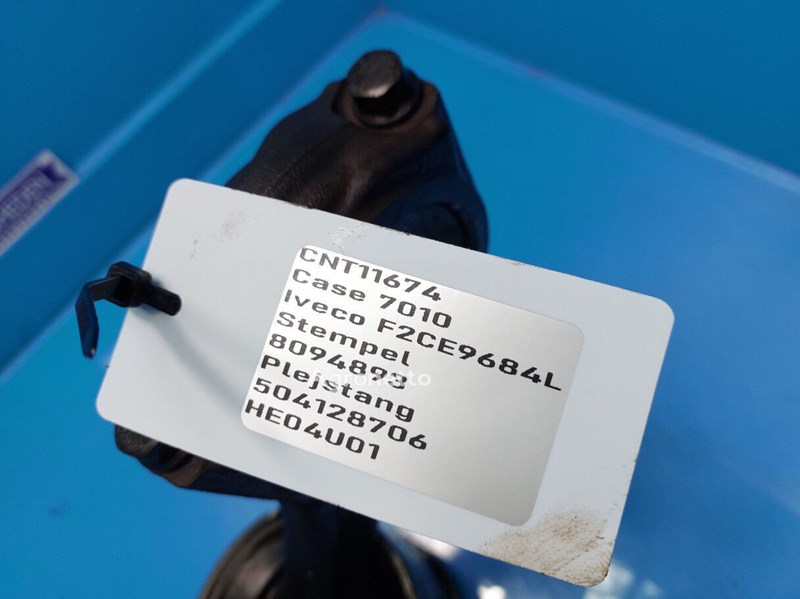 CNT11674
Case 7010
Iveco F2CE9684L
Stempel
8094893
Plejstang
504128706
HE04U01